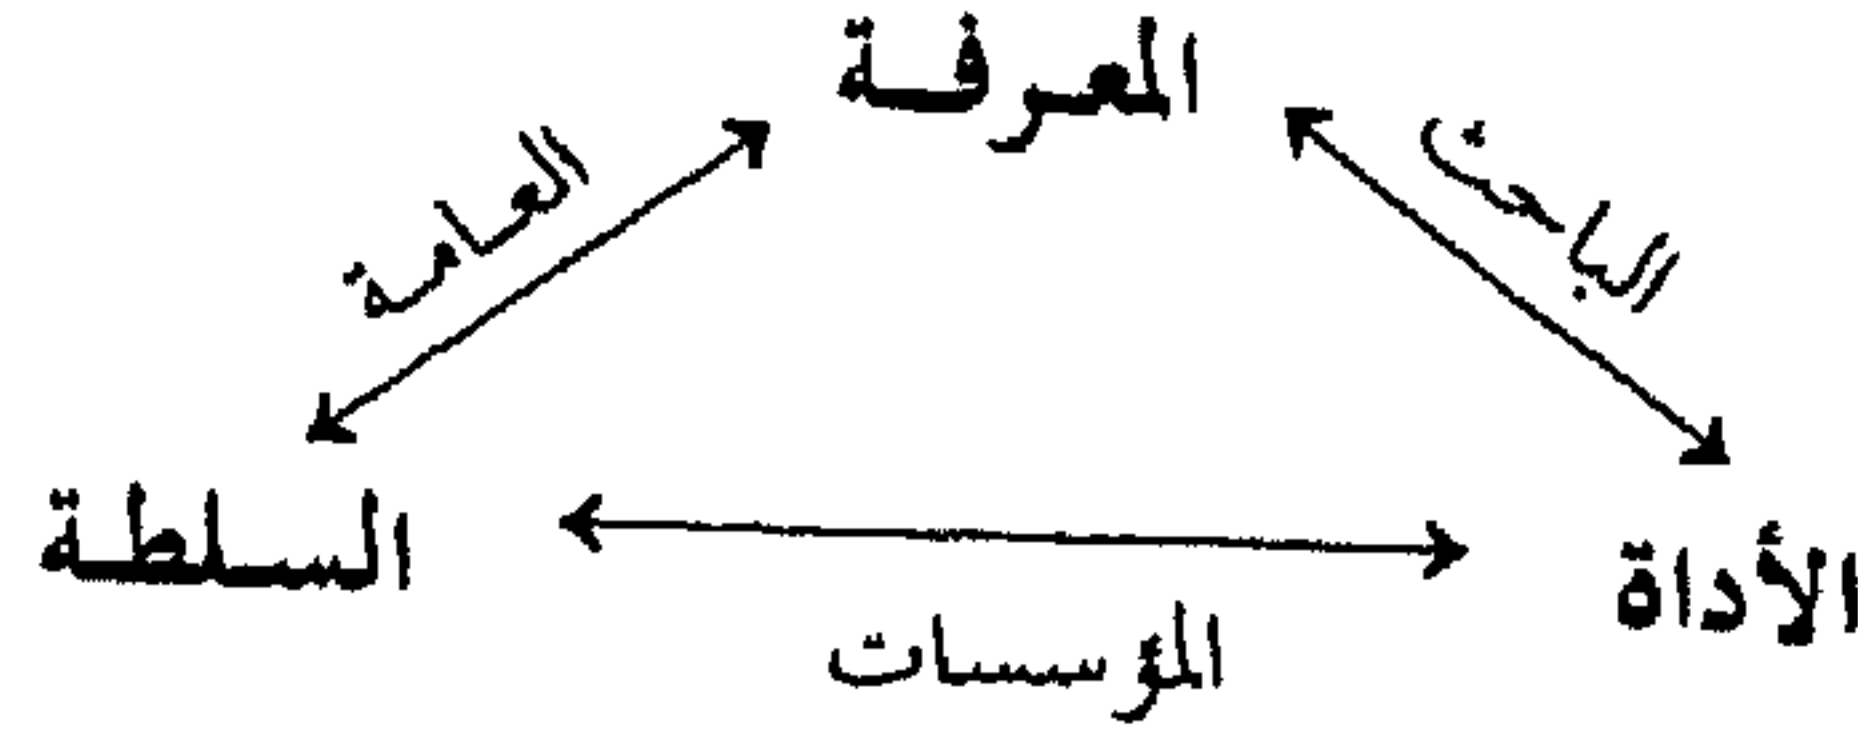 المعرفة
الباحث
العامة
السلطة
الأداة
المؤسسات